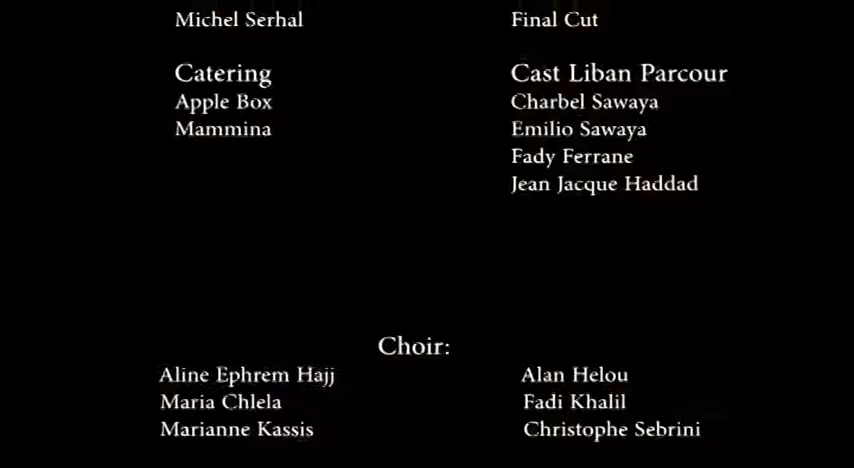 Michel Serhal
Final Cut
Catering
Apple Box
Mammina
Cast Liban Parcour
Charbel Sawaya
Emilio Sawaya
Fady Ferrane
Jean Jacque Haddad
Choir:
Aline Ephrem Hajj
Maria Chlela
Marianne Kassis
Alan Helou
Fadi Khalil
Christophe Sebrini